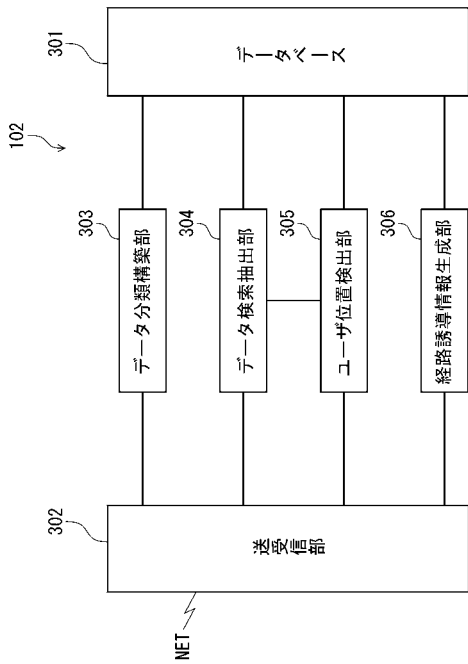 102
302
送受信部
NET
303
データ分類構築部
304
データ検索抽出部
305
ユーザ位置検出部
306
経路誘導情報生成部
301
データベース